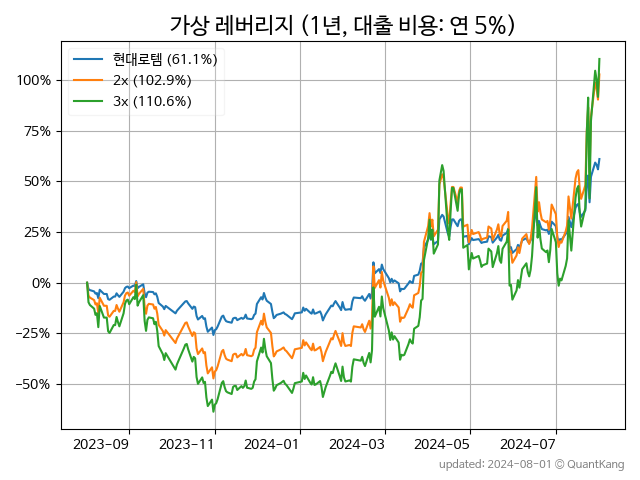 가상 레버리지 (1년, 대출 비용: 연 5%)
현대로템 (61.1%)
2x (102.9%)
3x (110.6%)
100%
75%
50%
25%
0%
−25%
−50%
2023-09
2023-11
2024-01
2024-03
2024-05
2024-07
updated: 2024-08-01 © QuantKang